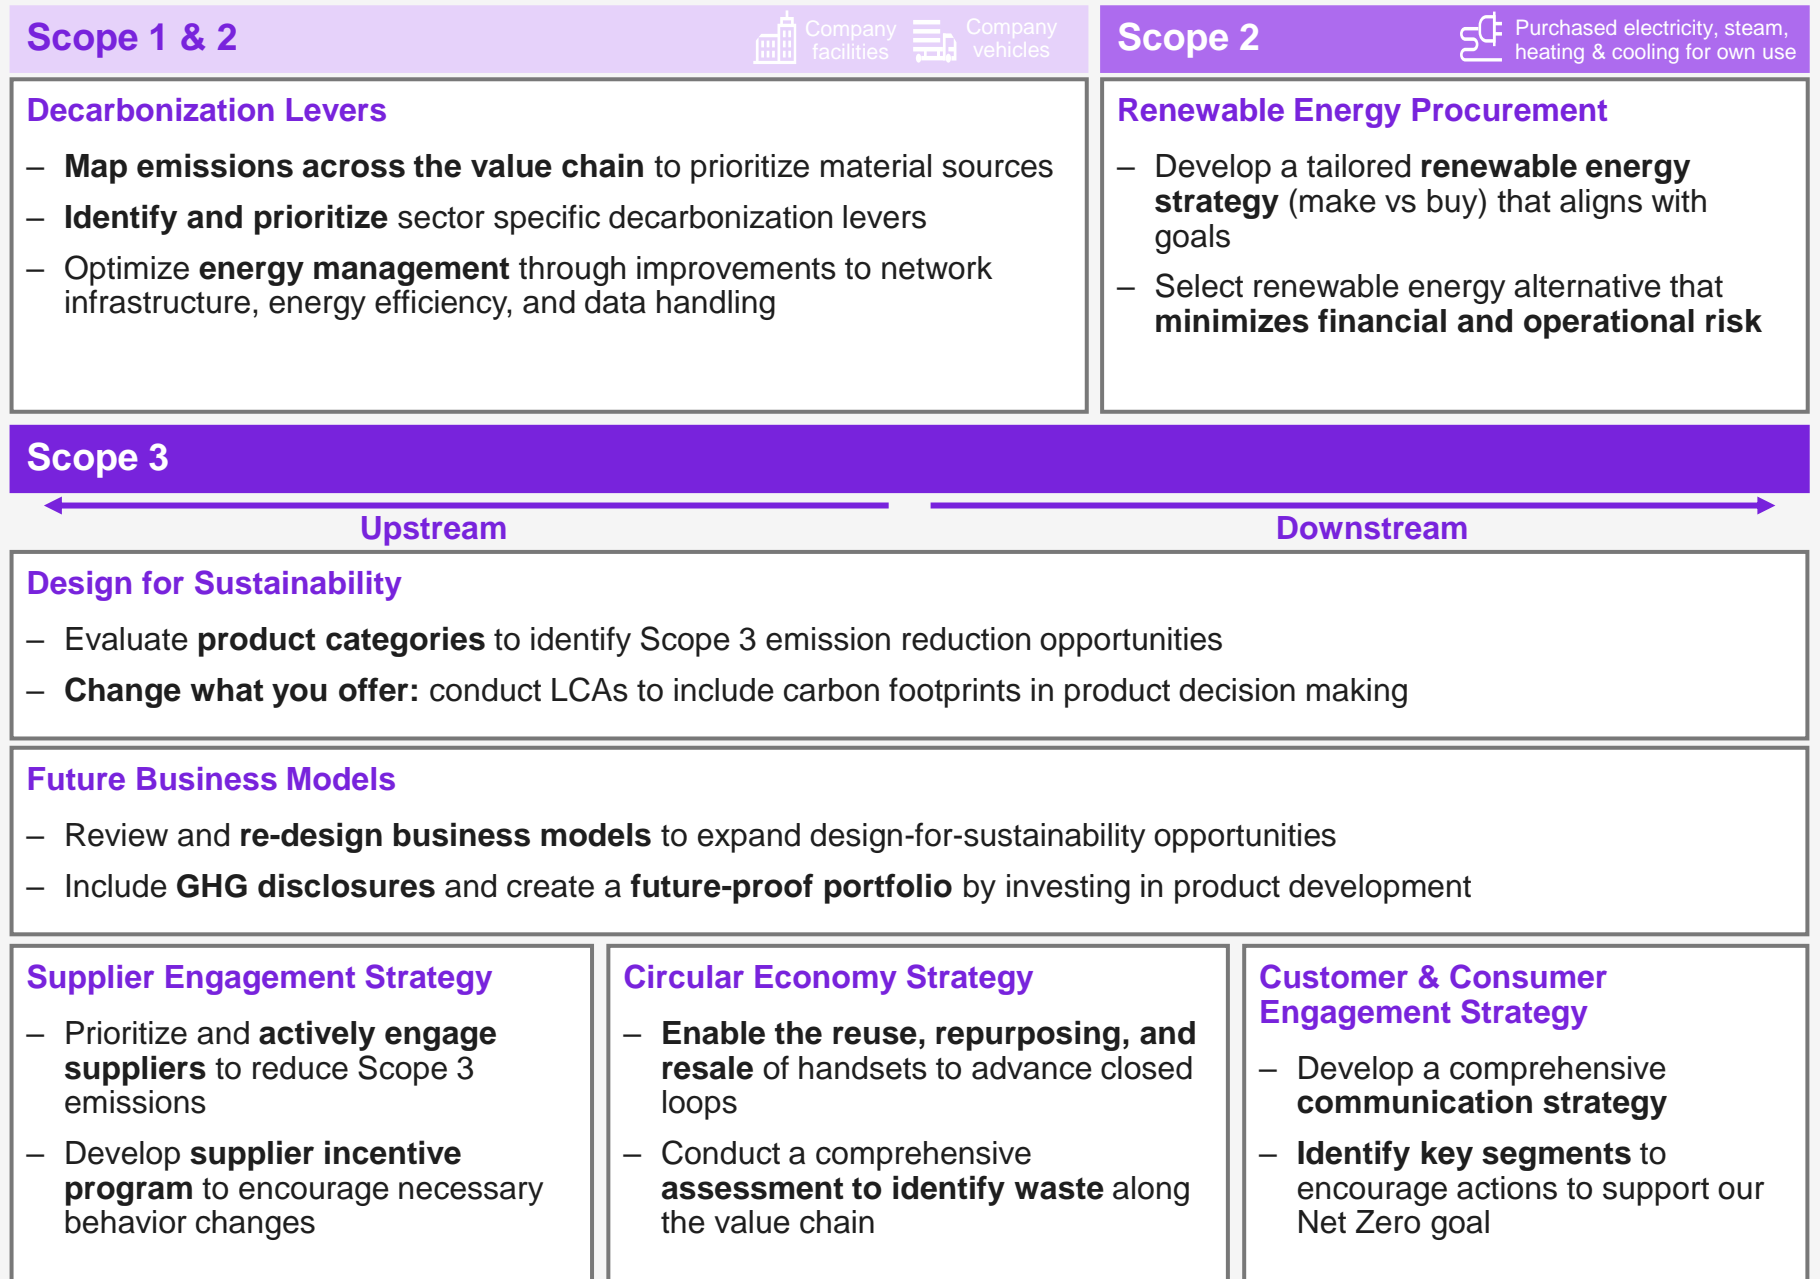 Scope 1 & 2
Company
facilities
Company
vehicles
Scope 2
Purchased electricity, steam,
heating & cooling for own use
Decarbonization Levers
– Map emissions across the value chain to prioritize material sources
– Identify and prioritize sector specific decarbonization levers
– Optimize energy management through improvements to network
infrastructure, energy efficiency, and data handling
Renewable Energy Procurement
– Develop a tailored renewable energy
strategy (make vs buy) that aligns with
goals
– Select renewable energy alternative that
minimizes financial and operational risk
Scope 3
Upstream
Downstream
Design for Sustainability
– Evaluate product categories to identify Scope 3 emission reduction opportunities
– Change what you offer: conduct LCAs to include carbon footprints in product decision making
Future Business Models
– Review and re-design business models to expand design-for-sustainability opportunities
– Include GHG disclosures and create a future-proof portfolio by investing in product development
Supplier Engagement Strategy
– Prioritize and actively engage
suppliers to reduce Scope 3
emissions
– Develop supplier incentive
program to encourage necessary
behavior changes
Circular Economy Strategy
– Enable the reuse, repurposing, and
resale of handsets to advance closed
loops
– Conduct a comprehensive
assessment to identify waste along
the value chain
Customer & Consumer
Engagement Strategy
– Develop a comprehensive
communication strategy
– Identify key segments to
encourage actions to support our
Net Zero goal